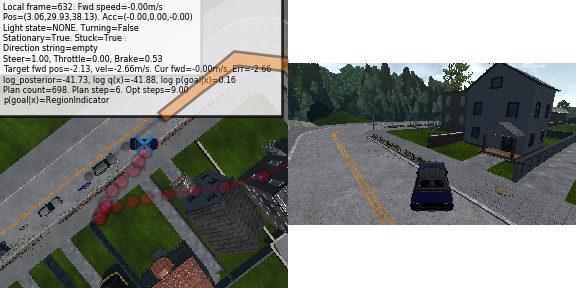 Local frame=632: Fwd speed=-0.00m/s
Pos=(3.06,29.93,38.13). Acc=(-0.00,0.00,-0.00)
Light state=NONE. Turning=False
Stationary=True. Stuck=True
Direction string=empty
Steer=1.00, Throttle=0.00, Brake=0.53
Target fwd pos=-2.13, vel=-2.66m/s. Cur fwd=-0.00m/s. Err=-2.66
log_posterior=-41.73, log q(x)=-41.88, log p(goal|x)=0.16
Plan count=698. Plan step=6. Opt steps=9.00
p(goal|x)=RegionIndicator